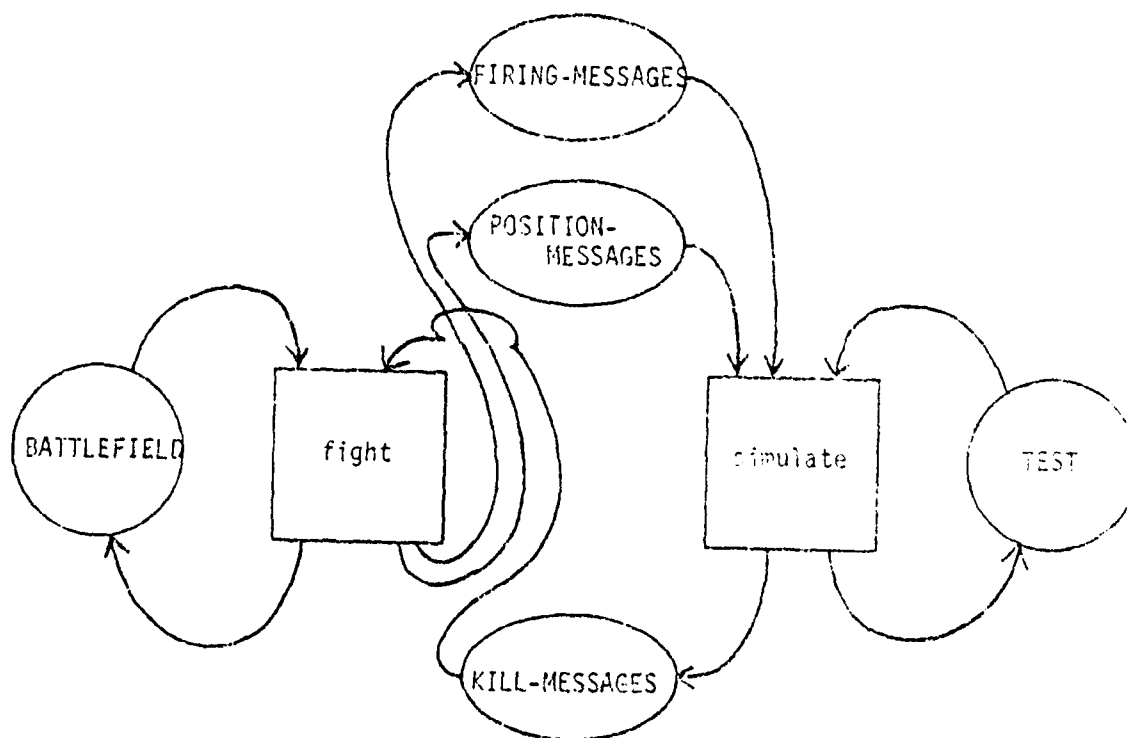 FIRING-MESSAGES
POSITION-
MESSAGES
BATTLEFIELD
fight
simulate
TEST
KILL-MESSAGES